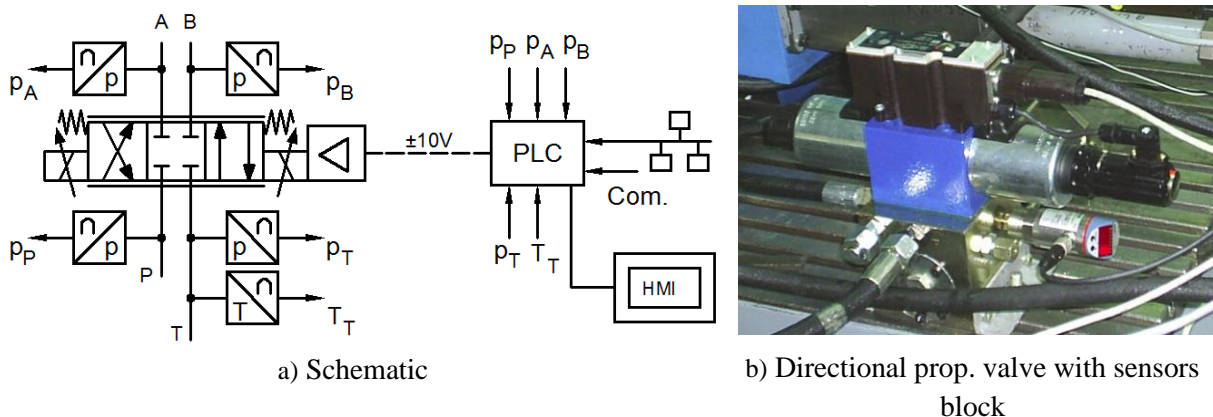 A B
p_A
p
p
p_B
p_P p_A p_B
±10V
PLC
Com.
p_P
p
p
p_T
P
T
T_T
T
p_T T_T
HMI
a) Schematic
b) Directional prop. valve with sensors
block